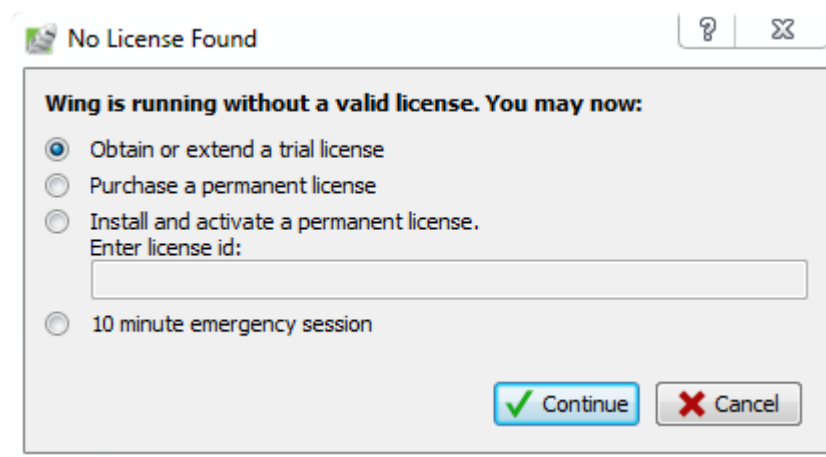 No License Found
Wing is running without a valid license. You may now:
Obtain or extend a trial license
Purchase a permanent license
Install and activate a permanent license.
Enter license id:
10 minute emergency session
Continue
Cancel